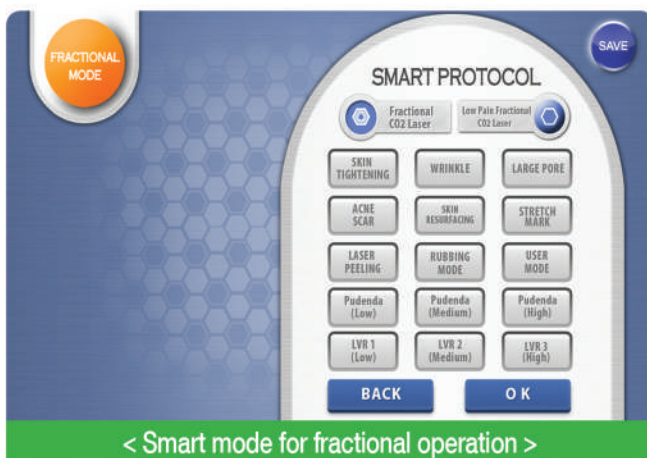 FRACTIONAL
MODE
SAVE
SMART PROTOCOL
Fractional
CO2 Laser
Low Pain Fractional
CO2 Laser
SKIN
TIGHTENING
WRINKLE
LARGE PORE
ACNE
SCAR
SKIN
RESURFACING
STRETCH
MARK
LASER
PEELING
RUBBING
MODE
USER
MODE
Pudenda
(Low)
Pudenda
(Medium)
Pudenda
(High)
LVR 1
(Low)
LVR 2
(Medium)
LVR 3
(High)
BACK
O K
< Smart mode for fractional operation >